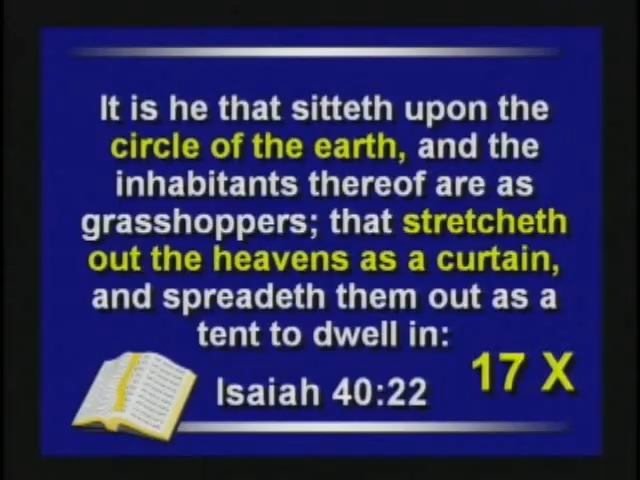 It is he that sitteth upon the
circle of the earth, and the
inhabitants thereof are as
grasshoppers; that stretcheth
out the heavens as a curtain,
and spreadeth them out as a
tent to dwell in:
Isaiah 40:22
17 X